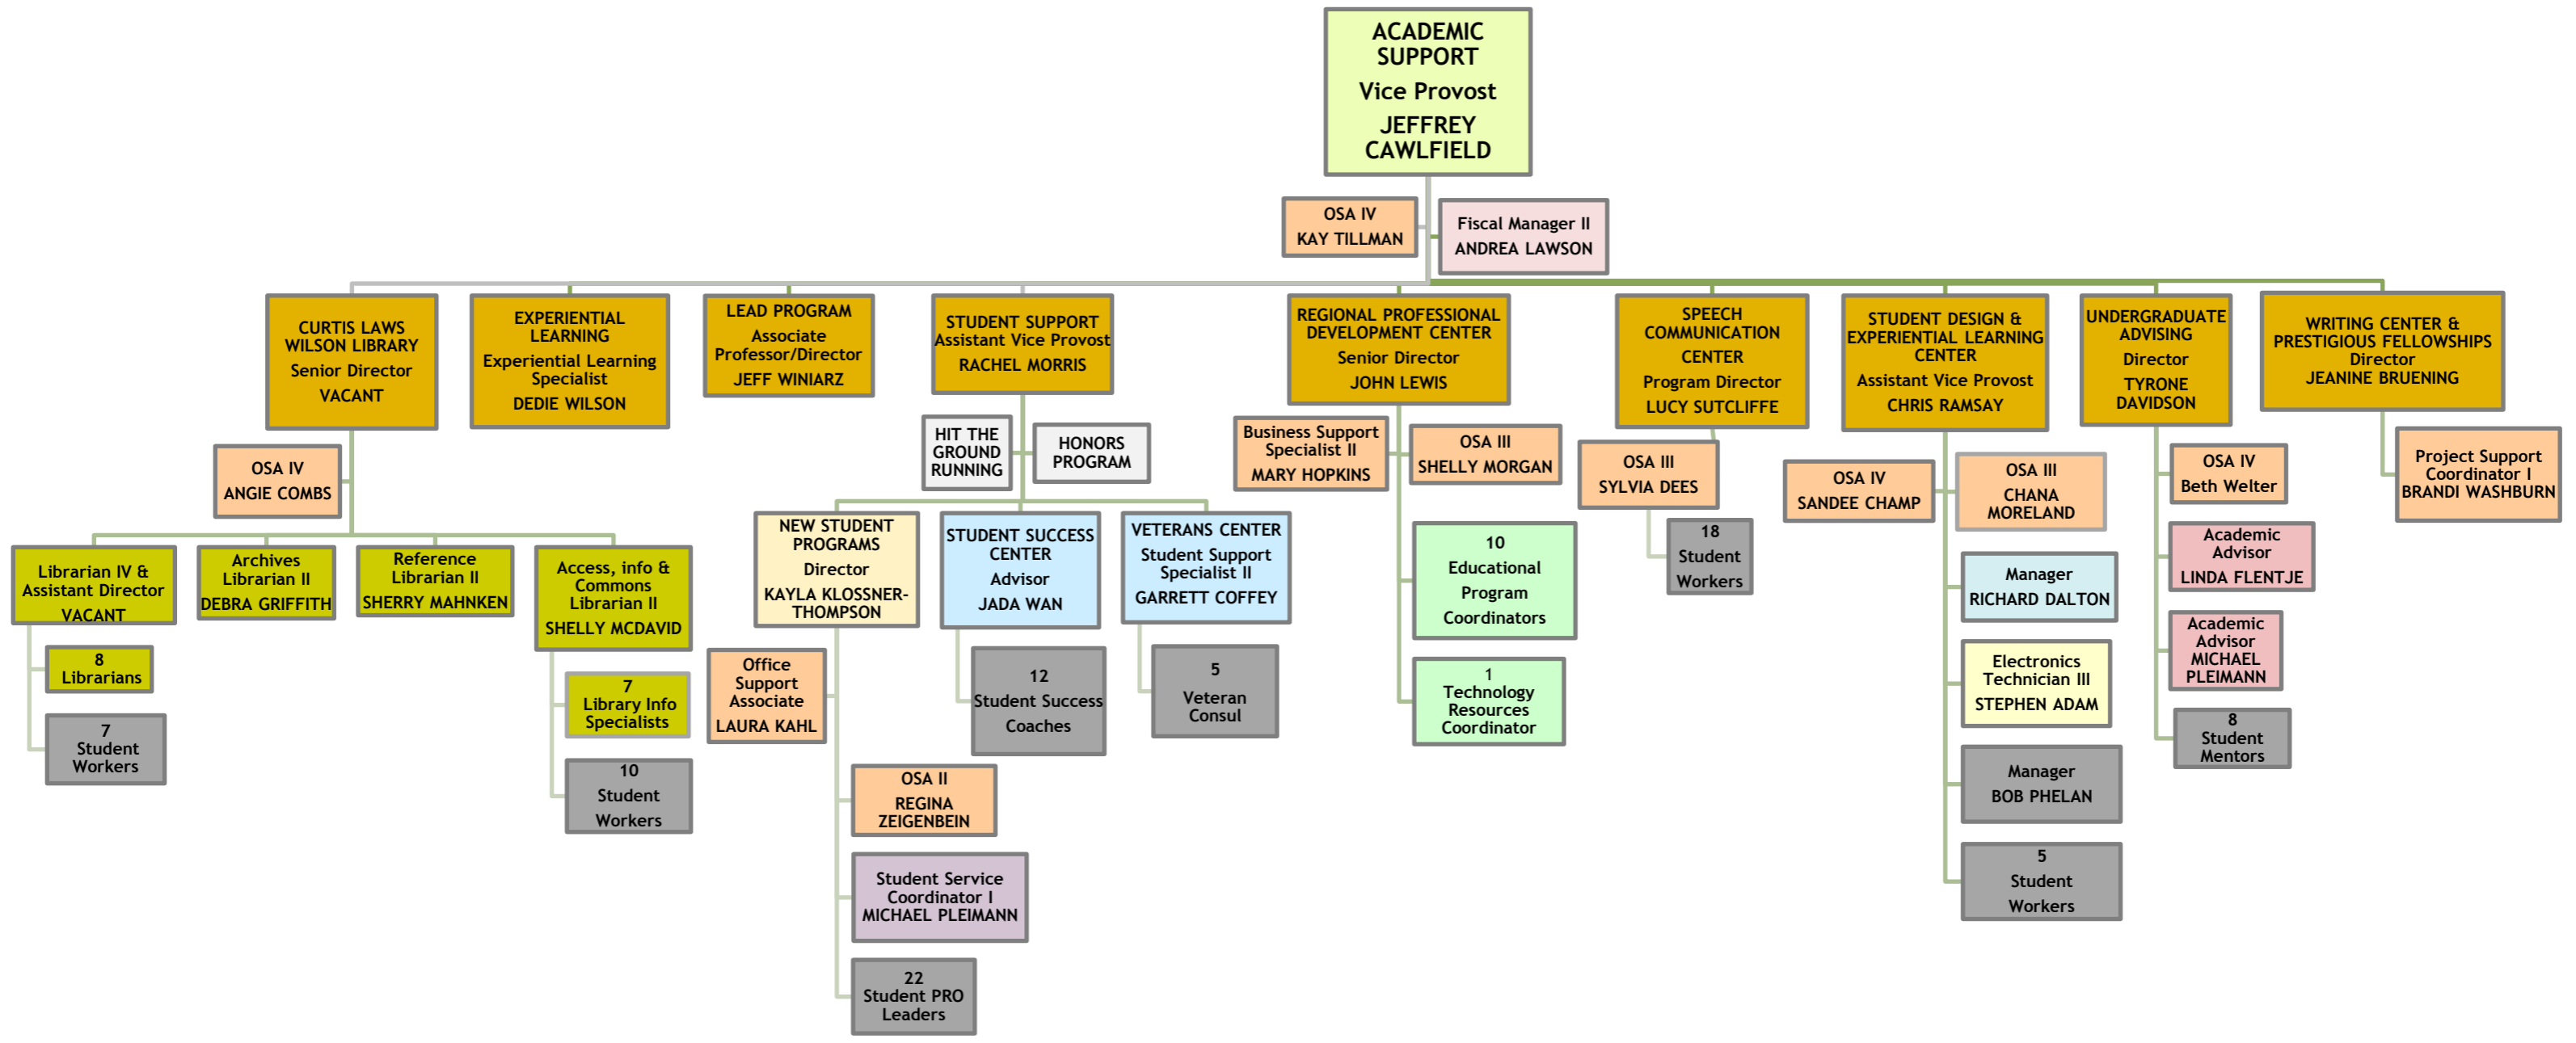 ACADEMIC
SUPPORT
Vice Provost
JEFFREY
CAWLFIELD
OSA IV
KAY TILLMAN
Fiscal Manager II
ANDREA LAWSON
CURTIS LAWS
WILSON LIBRARY
Senior Director
VACANT
EXPERIENTIAL
LEARNING
Experiential Learning
Specialist
DEDIE WILSON
LEAD PROGRAM
Associate
Professor/Director
JEFF WINIARZ
STUDENT SUPPORT
Assistant Vice Provost
RACHEL MORRIS
REGIONAL PROFESSIONAL
DEVELOPMENT CENTER
Senior Director
JOHN LEWIS
SPEECH
COMMUNICATION
CENTER
Program Director
LUCY SUTCLIFFE
STUDENT DESIGN &
EXPERIENTIAL LEARNING
CENTER
Assistant Vice Provost
CHRIS RAMSAY
UNDERGRADUATE
ADVISING
Director
TYRONE
DAVIDSON
WRITING CENTER &
PRESTIGIOUS FELLOWSHIPS
Director
JEANINE BRUENING
OSA IV
ANGIE COMBS
HIT THE
GROUND
RUNNING
HONORS
PROGRAM
Business Support
Specialist II
MARY HOPKINS
OSA III
SHELLY MORGAN
OSA III
SYLVIA DEES
OSA IV
SANDEE CHAMP
OSA III
CHANA
MORELAND
OSA IV
Beth Welter
Project Support
Coordinator I
BRANDI WASHBURN
Librarian IV &
Assistant Director
VACANT
Archives
Librarian II
DEBRA GRIFFITH
Reference
Librarian II
SHERRY MAHNKEN
Access, info &
Commons
Librarian II
SHELLY MCDAVID
NEW STUDENT
PROGRAMS
Director
KAYLA KLOSSNER-
THOMPSON
STUDENT SUCCESS
CENTER
Advisor
JADA WAN
VETERANS CENTER
Student Support
Specialist II
GARRETT COFFEY
10
Educational
Program
Coordinators
18
Student
Workers
Manager
RICHARD DALTON
Academic
Advisor
LINDA FLENTJE
8
Librarians
7
Library Info
Specialists
Office
Support
Associate
LAURA KAHL
12
Student Success
Coaches
5
Veteran
Consul
1
Technology
Resources
Coordinator
Electronics
Technician III
STEPHEN ADAM
Academic
Advisor
MICHAEL
PLEIMANN
7
Student
Workers
10
Student
Workers
OSA II
REGINA
ZEIGENBEIN
Manager
BOB PHELAN
8
Student
Mentors
Student Service
Coordinator I
MICHAEL PLEIMANN
5
Student
Workers
22
Student PRO
Leaders